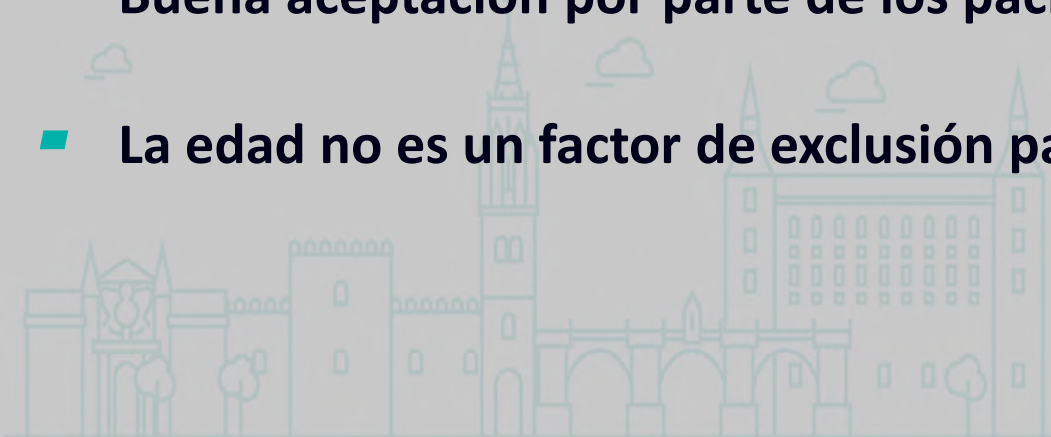 Buena aceptación por parte de los
La edad no es un factor de exclusión